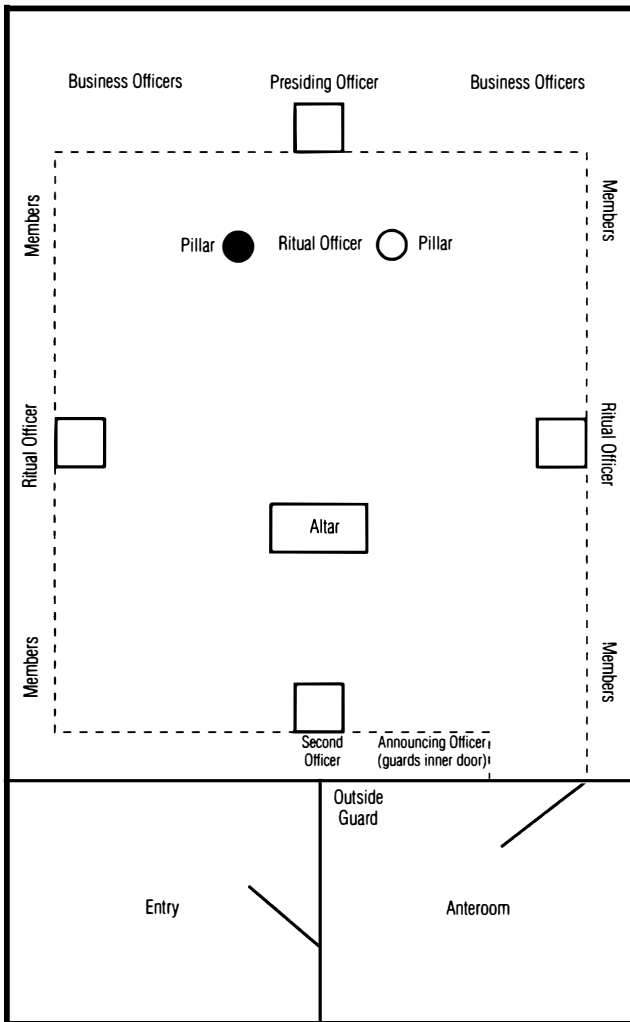 Business Officers
Presiding Officer
Business Officers
Members
Members
Pillar
Ritual Officer
Pillar
Ritual Officer
Ritual Officer
Altar
Members
Members
Second
Officer
Announcing Officer
(guards inner door)
Outside
Guard
Entry
Anteroom